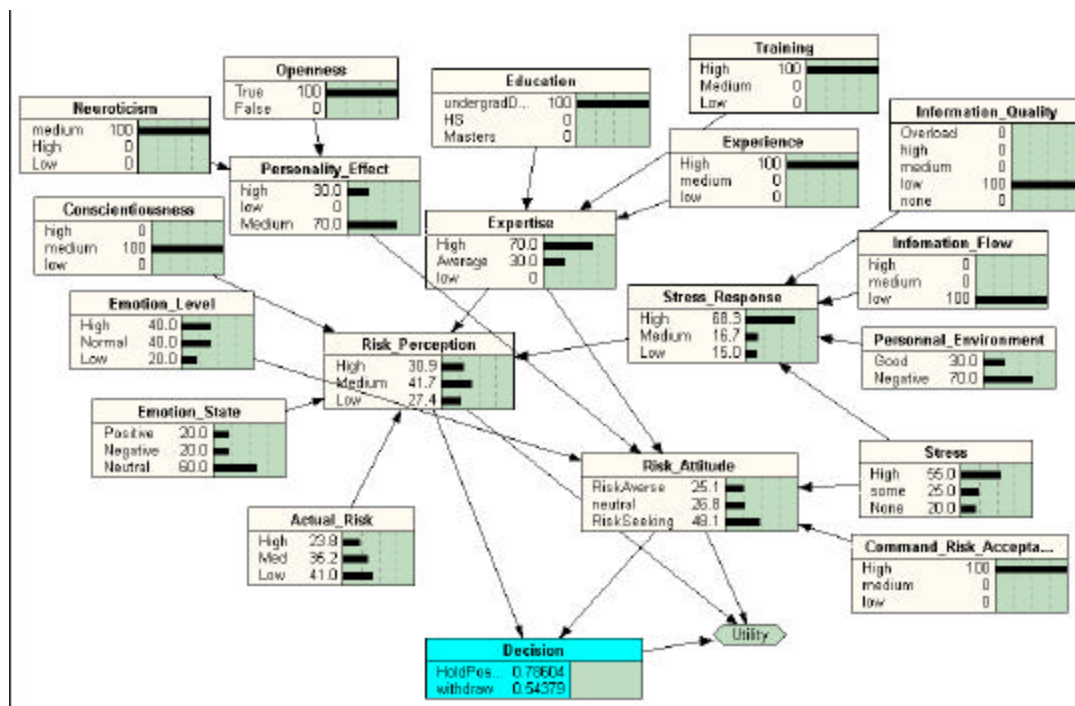 Training
High 100
Medium 0
Low 0
Openness
True 100
False 0
Education
undergradD... 100
HS 0
Masters 0
Neuroticism
medium 100
High 0
Low 0
Information_Quality
Overload 0
high 0
medium 0
low 100
none 0
Experience
High 100
medium 0
low 0
Personality_Effect
high 30.0
low 0
Medium 70.0
Conscientiousness
high 0
medium 100
low 0
Expertise
High 70.0
Average 30.0
low 0
Infomation_Flow
high 0
medium 0
low 100
Emotion_Level
High 40.0
Normal 40.0
Low 20.0
Stress_Response
High 68.3
Medium 16.7
Low 15.0
Personnal_Environment
Good 30.0
Negative 70.0
Risk_Perception
High 30.9
Medium 41.7
Low 27.4
Emotion_State
Positive 20.0
Negative 20.0
Neutral 60.0
Stress
High 55.0
some 25.0
None 20.0
Risk_Attitude
RiskAverse 25.1
neutral 26.8
RiskSeeking 48.1
Actual_Risk
High 23.8
Med 35.2
Low 41.0
Command_Risk_Accepta...
High 100
medium 0
low 0
Utility
Decision
HoldPos... 0.78604
withdraw 0.54379